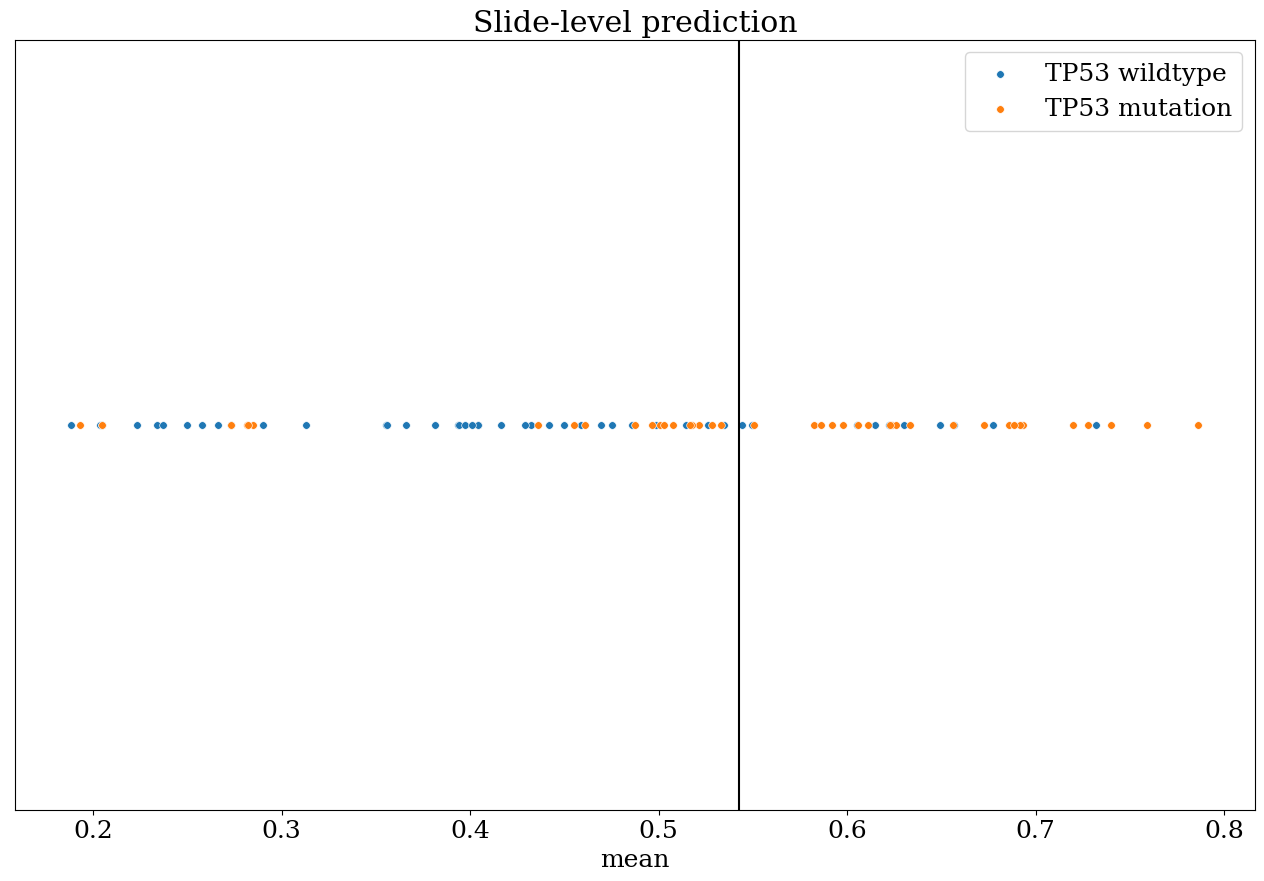 Slide-level prediction
TP53 wildtype
TP53 mutation
0.2 0.3 0.4 0.5 0.6 0.7 0.8
mean